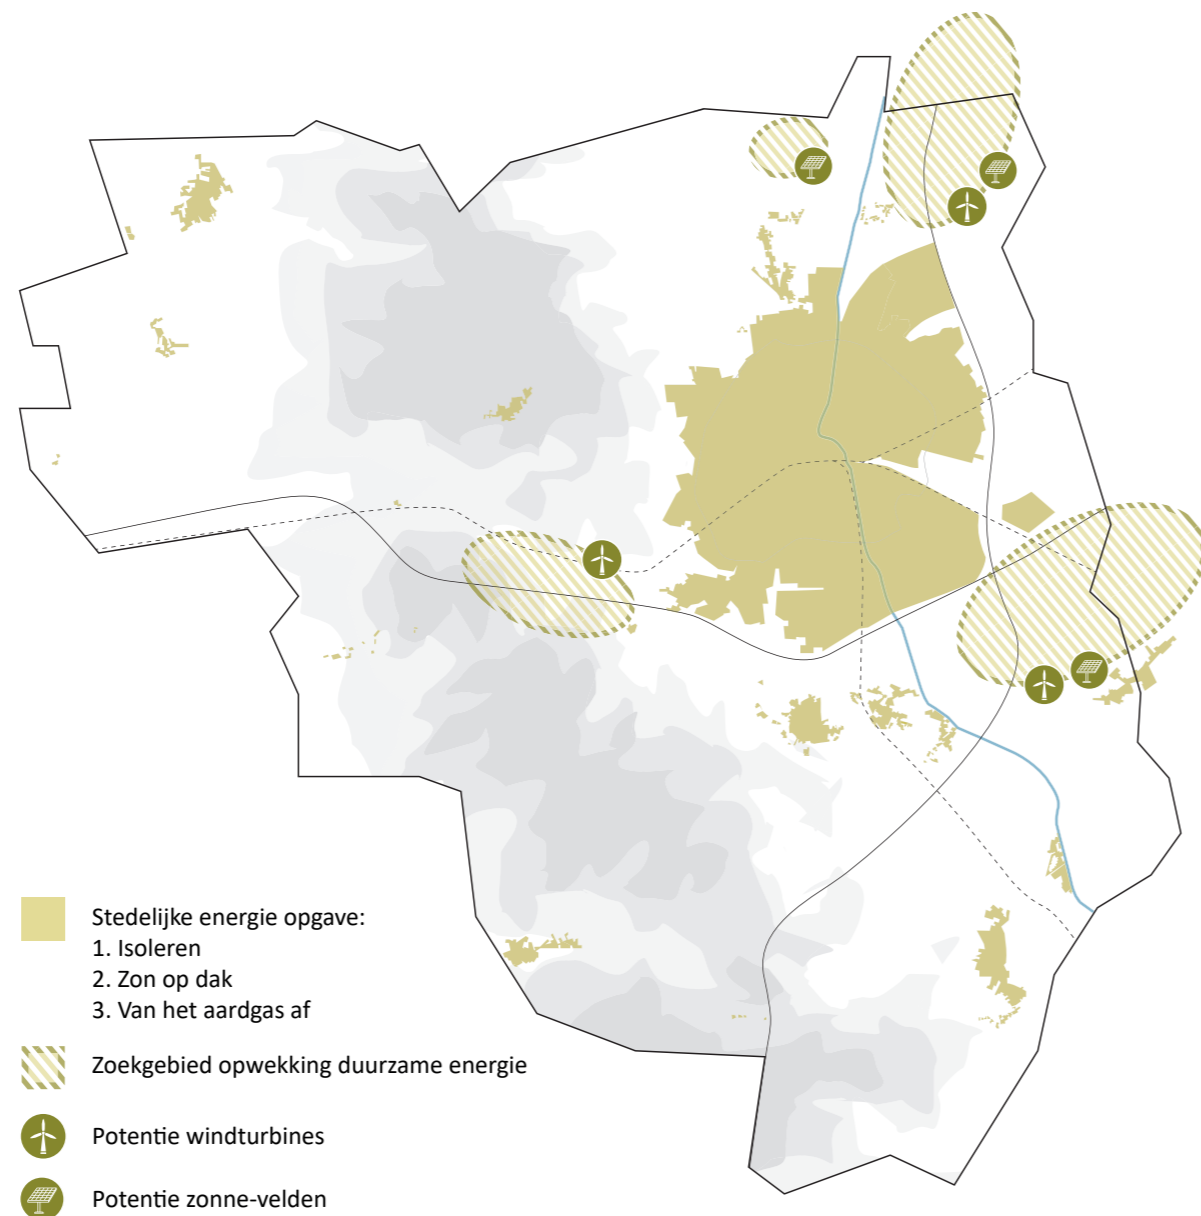 Stedelijke energie opgave:
1. Isoleren
2. Zon op dak
3. Van het aardgas af
Zoekgebied opwekking duurzame energie
Potentie windturbines
Potentie zonne-velden